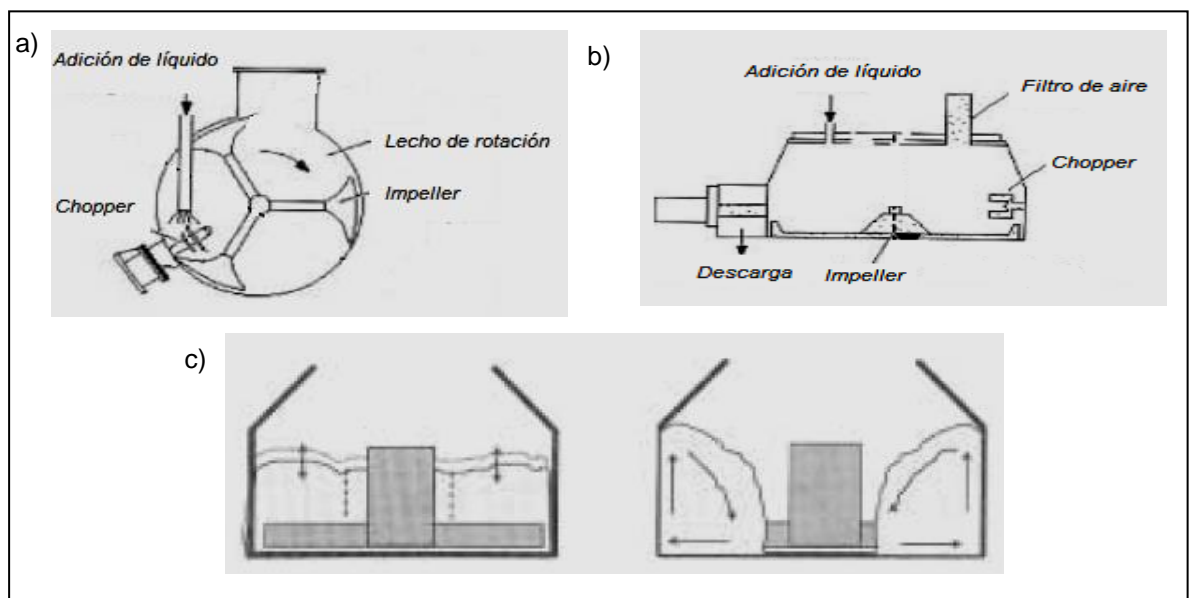 a)
Adición de líquido
Lecho de rotación
Impeller
Chopper
b)
Adición de líquido
Filtro de aire
Chopper
Descarga
Impeller
c)